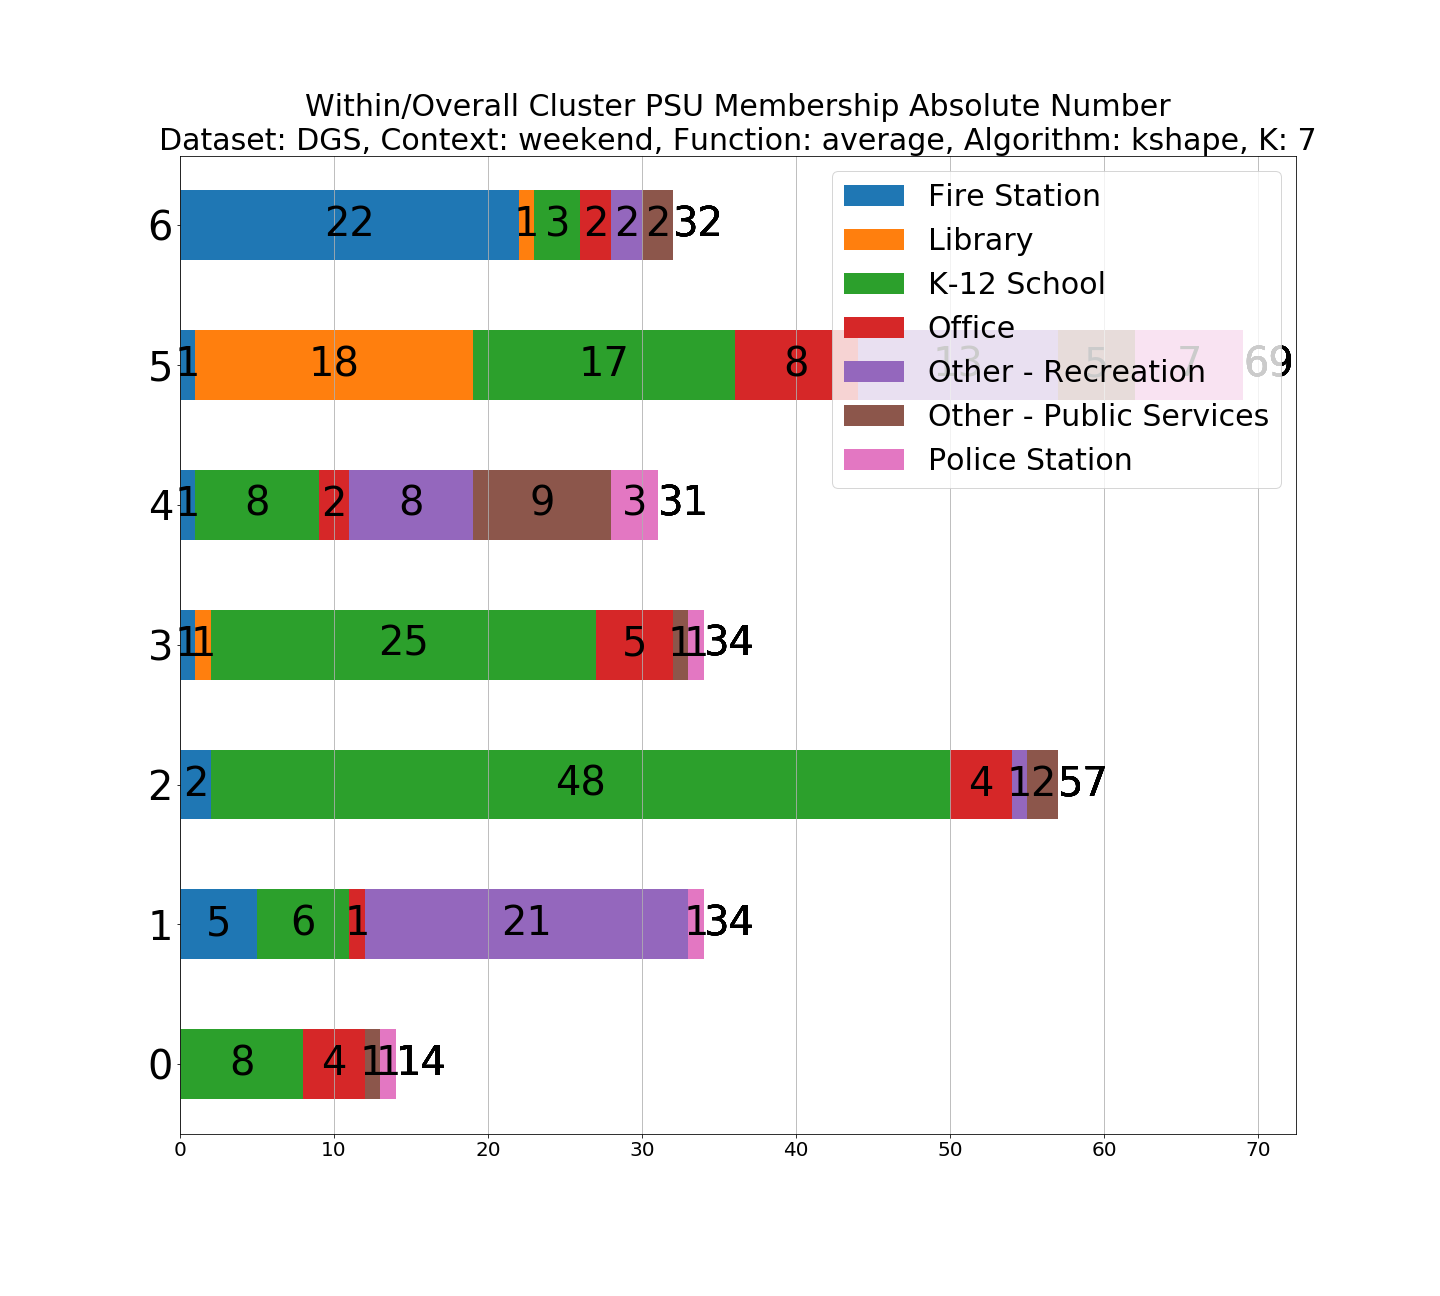 Within/Overall Cluster PSU Membership Absolute Number
Dataset: DGS, Context: weekend, Function: average, Algorithm: kshape, K: 7
6 22 1 3 2 2 2 32
Fire Station
Library
K-12 School
Office
Other - Recreation
Other - Public Services
Police Station
5 1 18 17 8 13 5 7 69
4 1 8 2 8 9 3 31
3 1 1 25 5 1 1 34
2 2 48 4 1 2 57
1 5 6 1 21 1 34
0 8 4 1 1 14
0 10 20 30 40 50 60 70